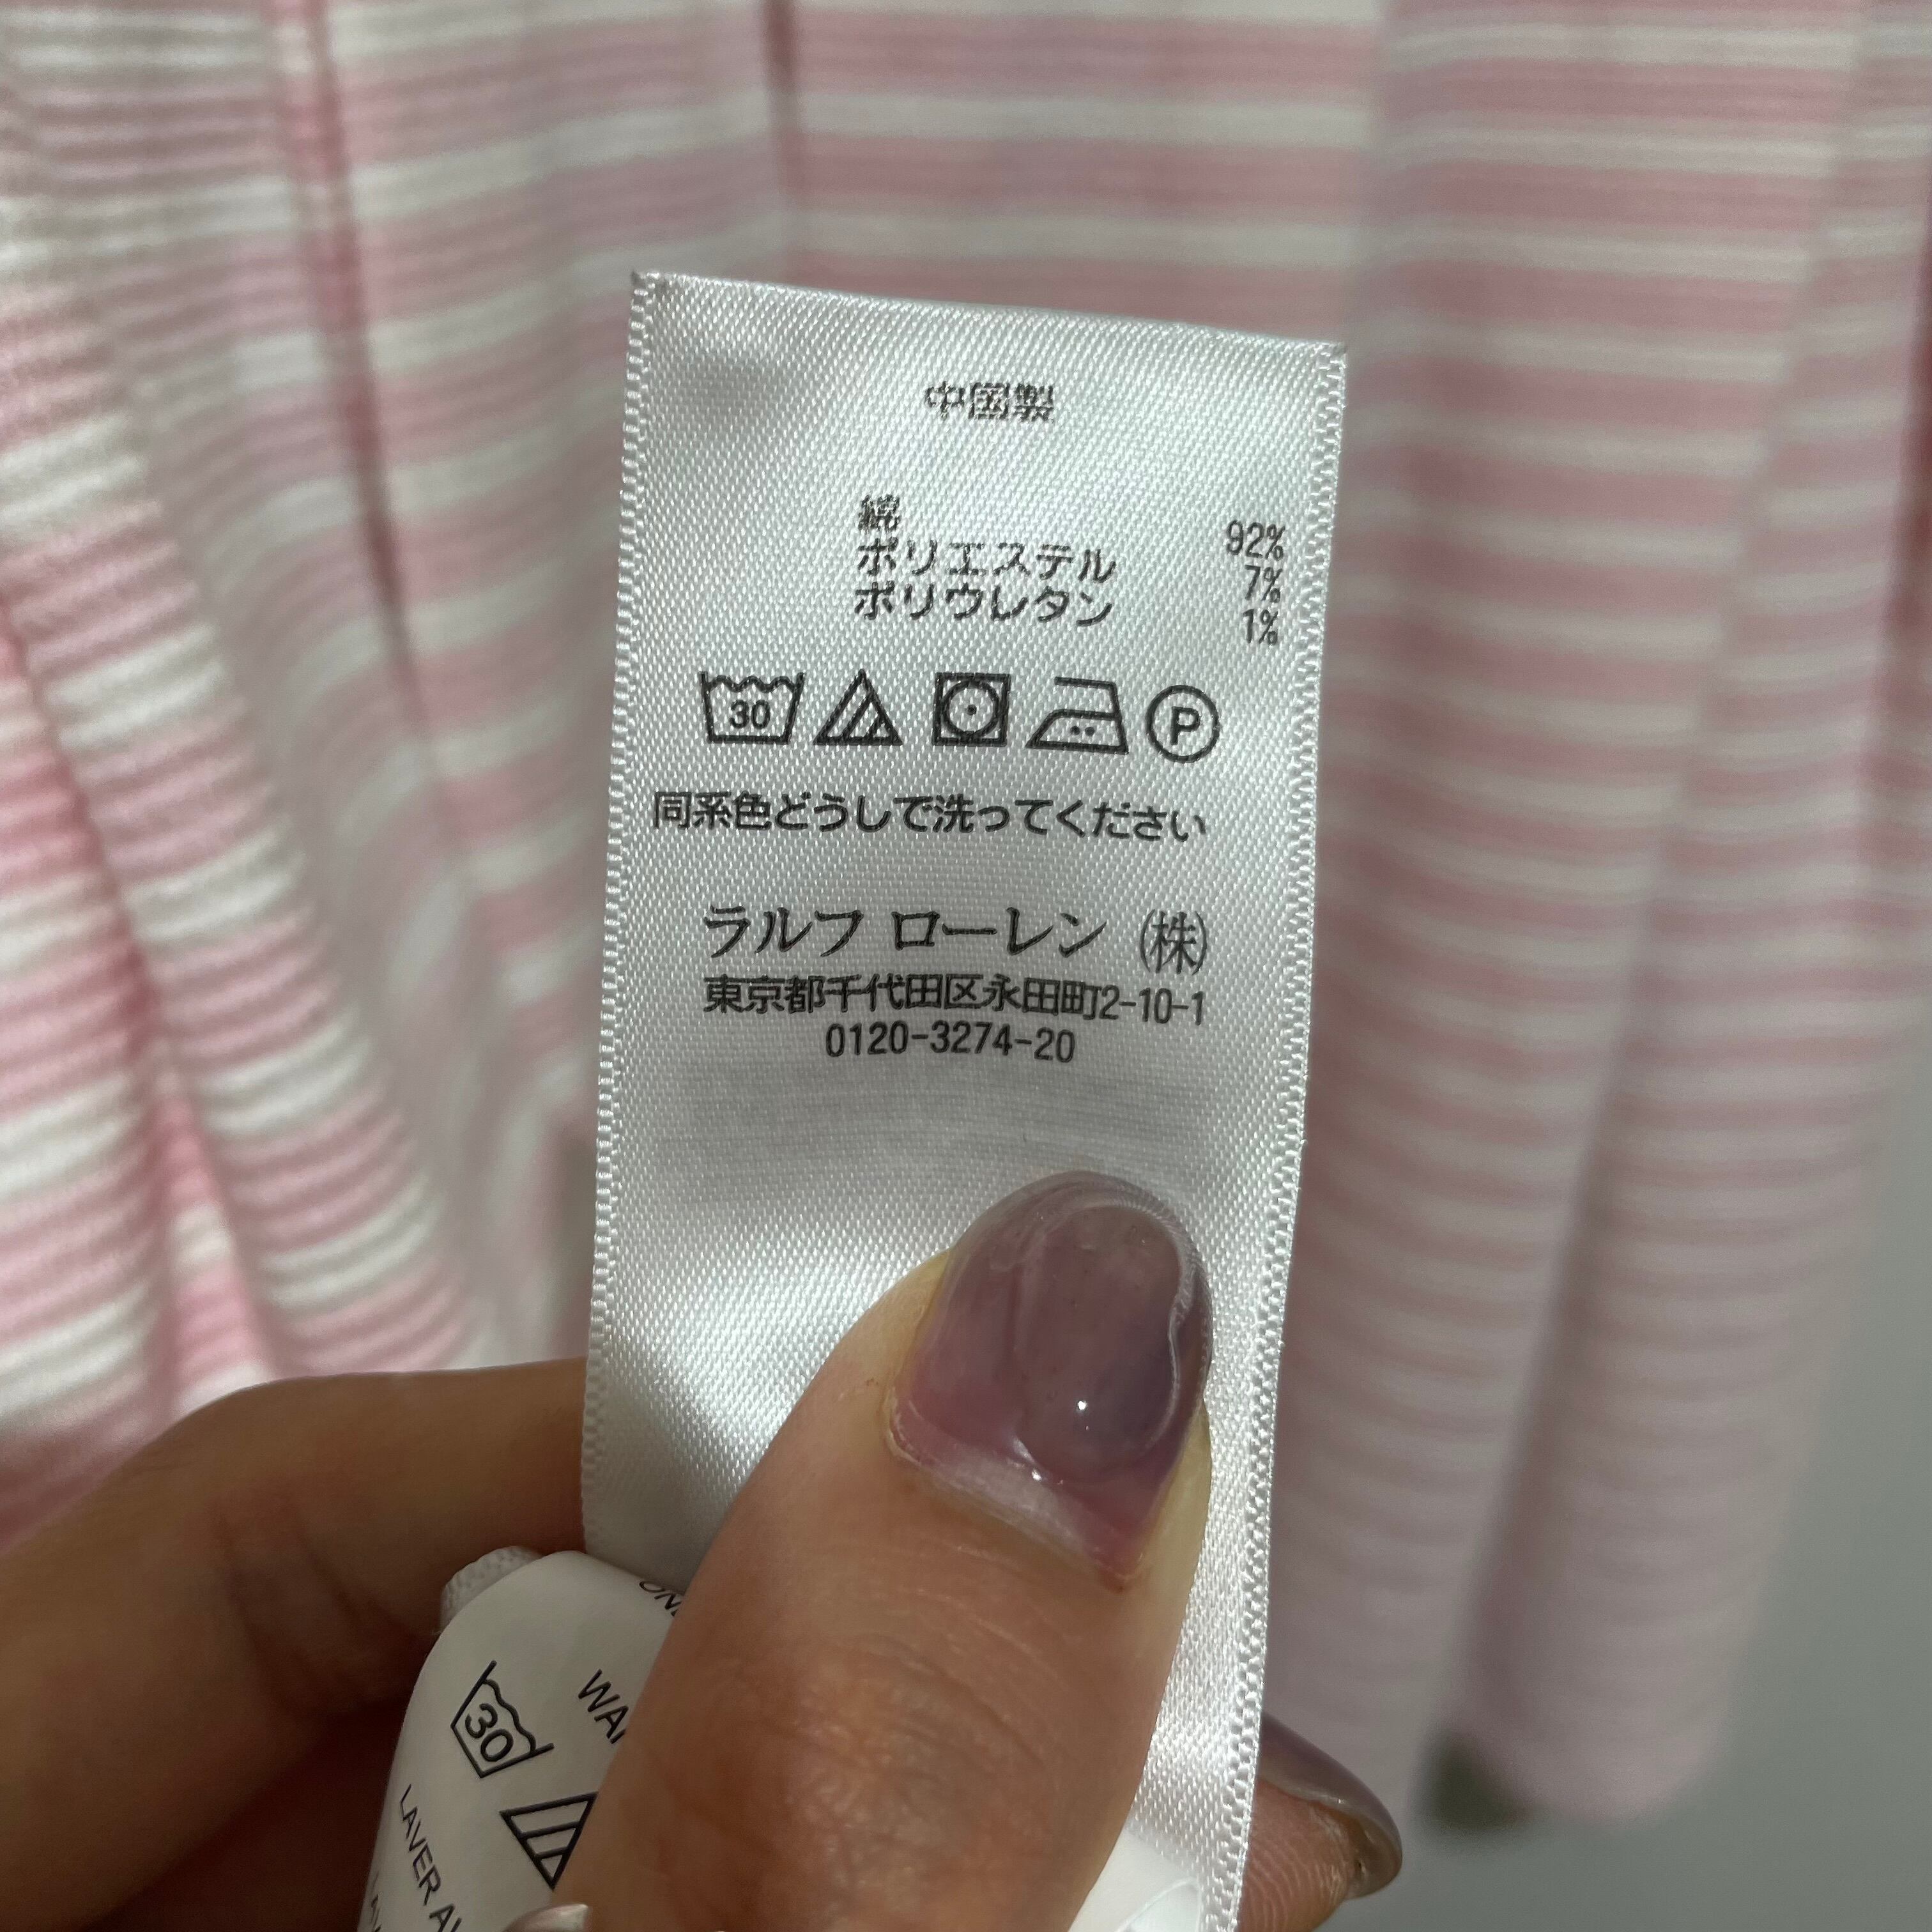 中国製
綿 92%
ポリエステル 7%
ポリウレタン 1%
30 P
同系色どうしで洗ってください
ラルフ ローレン (株)
東京都千代田区永田町2-10-1
0120-3274-20
30
LAVER